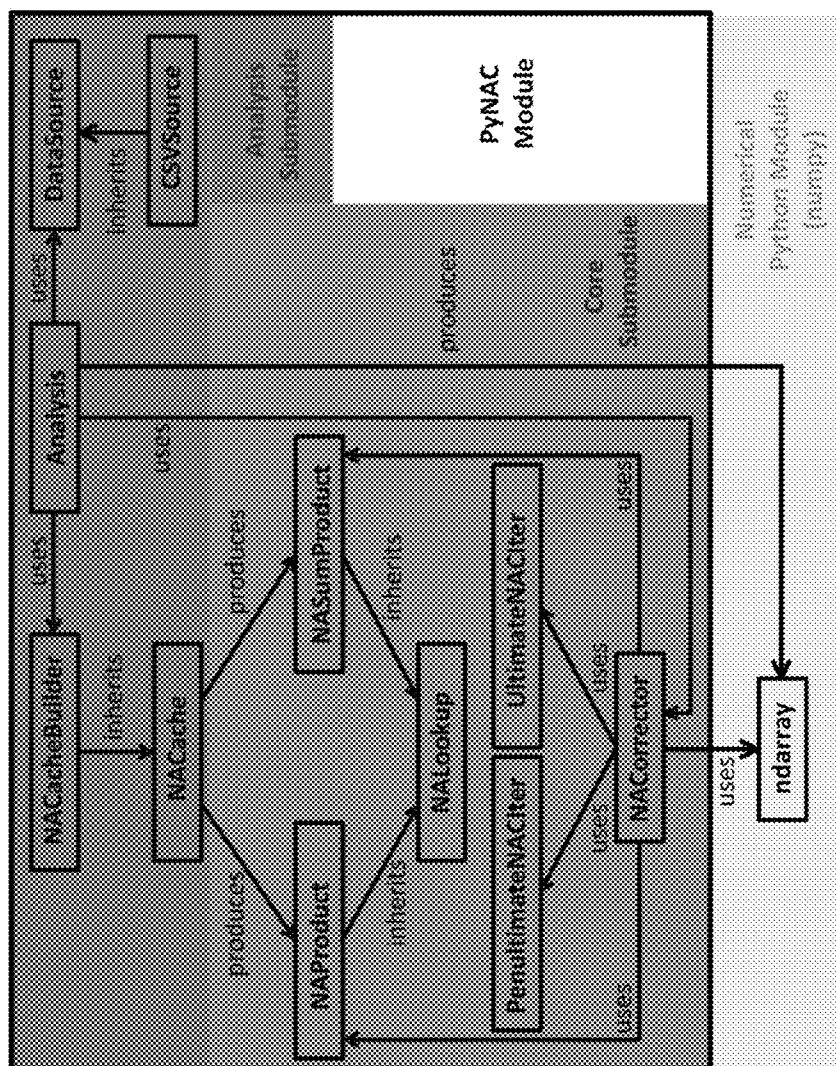 NACacheBuilder
uses
Analysis
uses
DataSource
inherits
inherits
uses
NACache
CSVSource
produces
produces
Analysis
Submodule
NAProduct
NASumProduct
inherits
inherits
NALookup
produces
PyNAC
Module
PenultimateNACIter
UltimateNACIter
Core
Submodule
uses
uses
uses
uses
NACorrector
uses
ndarray
Numerical
Python Module
(numpy)